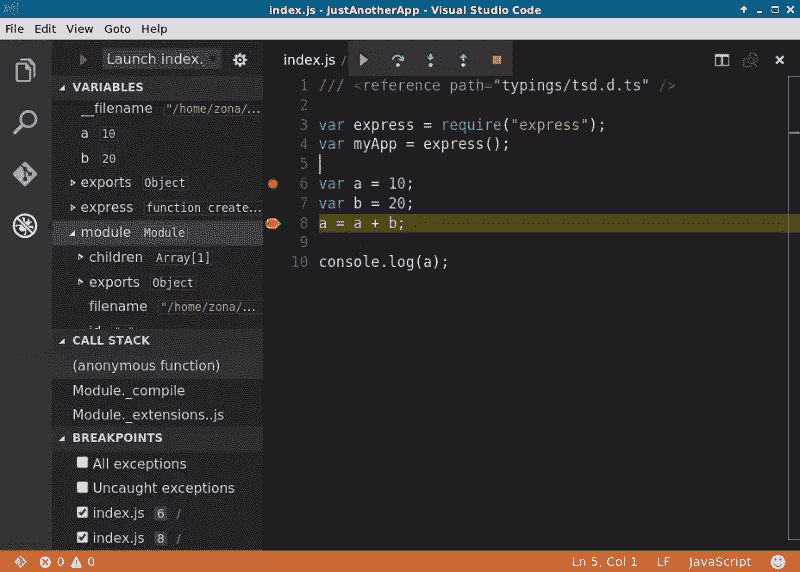 index.js - JustAnotherApp - Visual Studio Code
File Edit View Goto Help
Launch index.
index.js /
VARIABLES
__filename "/home/zona/…
a 10
b 20
exports Object
express function create…
module Module
children Array[1]
exports Object
filename "/home/zona/…
CALL STACK
(anonymous function)
Module._compile
Module._extensions..js
BREAKPOINTS
All exceptions
Uncaught exceptions
index.js 6 /
index.js 8 /
1 /// <reference path="typings/tsd.d.ts" />
2
3 var express = require("express");
4 var myApp = express();
5
6 var a = 10;
7 var b = 20;
8 a = a + b;
9
10 console.log(a);
0 0
Ln 5, Col 1 LF JavaScript